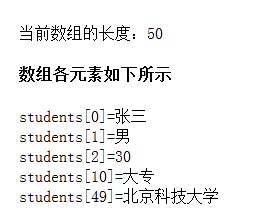 当前数组的长度：50
数组各元素如下所示
students[0]=张三
students[1]=男
students[2]=30
students[10]=大专
students[49]=北京科技大学